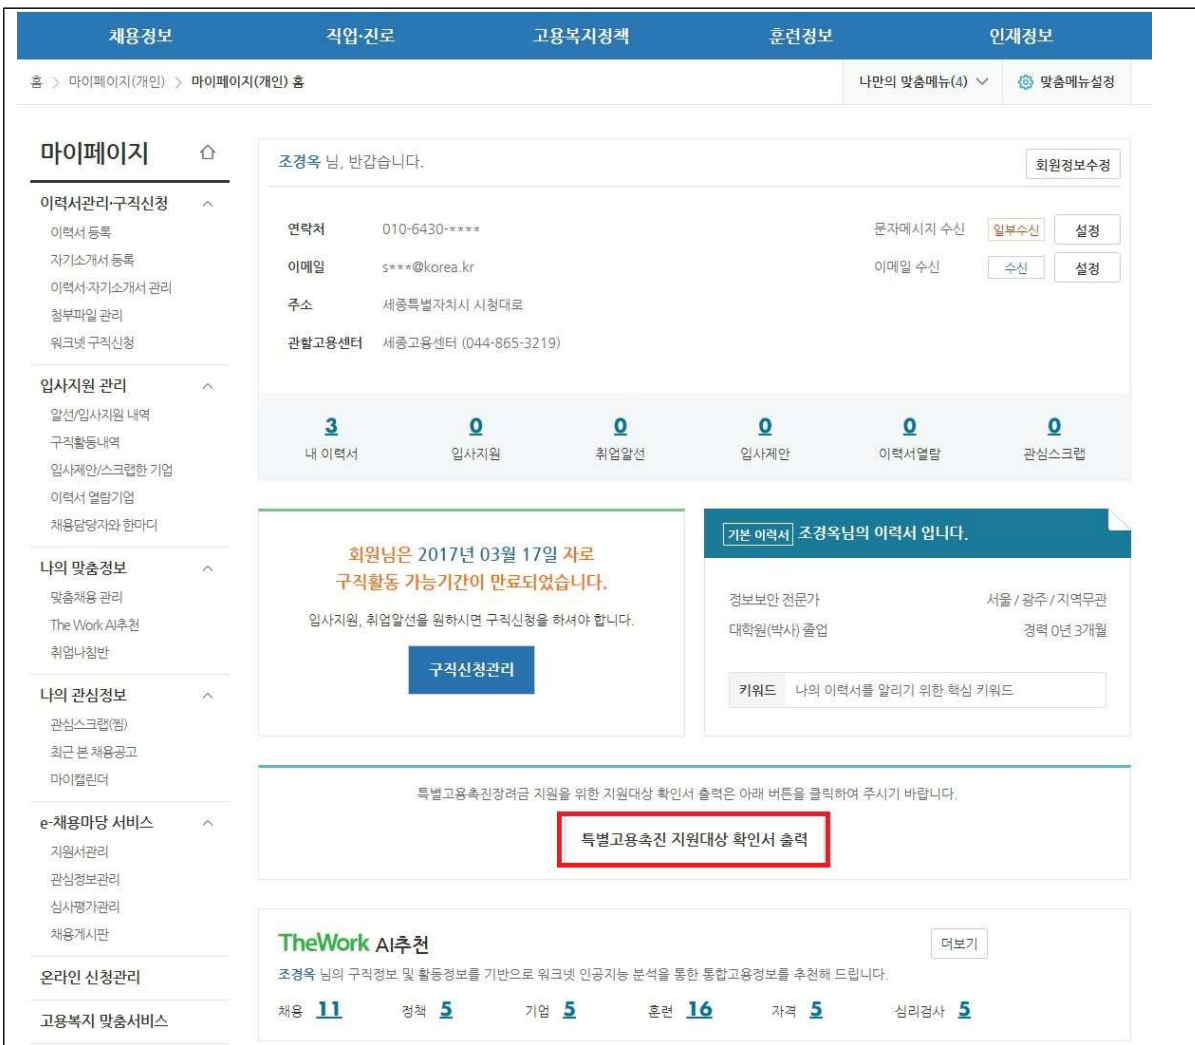 채용정보 직업·진로 고용복지정책 훈련정보 인재정보
홈 > 마이페이지(개인) > 마이페이지(개인) 홈 나만의 맞춤메뉴(4) 맞춤메뉴설정
마이페이지
이력서관리·구직신청
이력서 등록
자기소개서 등록
이력서·자기소개서 관리
첨부파일 관리
워크넷 구직신청
입사지원 관리
알선/입사지원 내역
구직활동내역
입사제안/스크랩한 기업
이력서 열람기업
채용담당자와 한마디
나의 맞춤정보
맞춤채용 관리
The Work AI추천
취업나침반
나의 관심정보
관심스크랩(찜)
최근 본 채용공고
마이캘린더
e-채용마당 서비스
지원서관리
관심정보관리
심사평가관리
채용게시판
온라인 신청관리
고용복지 맞춤서비스
조경옥 님, 반갑습니다. 회원정보수정
연락처 010-6430-**** 문자메시지 수신 일부수신 설정
이메일 s***@korea.kr 이메일 수신 수신 설정
주소 세종특별자치시 시청대로
관할고용센터 세종고용센터 (044-865-3219)
3 0 0 0 0 0
내 이력서 입사지원 취업알선 입사제안 이력서열람 관심스크랩
회원님은 2017년 03월 17일 자로
구직활동 가능기간이 만료되었습니다.
입사지원, 취업알선을 원하시면 구직신청을 하셔야 합니다.
구직신청관리
기본 이력서 조경옥님의 이력서 입니다.
정보보안 전문가 서울 / 광주 / 지역무관
대학원(박사) 졸업 경력 0년 3개월
키워드 나의 이력서를 알리기 위한 핵심 키워드
특별고용촉진장려금 지원을 위한 지원대상 확인서 출력은 아래 버튼을 클릭하여 주시기 바랍니다.
특별고용촉진 지원대상 확인서 출력
TheWork AI추천 더보기
조경옥 님의 구직정보 및 활동정보를 기반으로 워크넷 인공지능 분석을 통한 통합고용정보를 추천해 드립니다.
채용 11 정책 5 기업 5 훈련 16 자격 5 심리검사 5